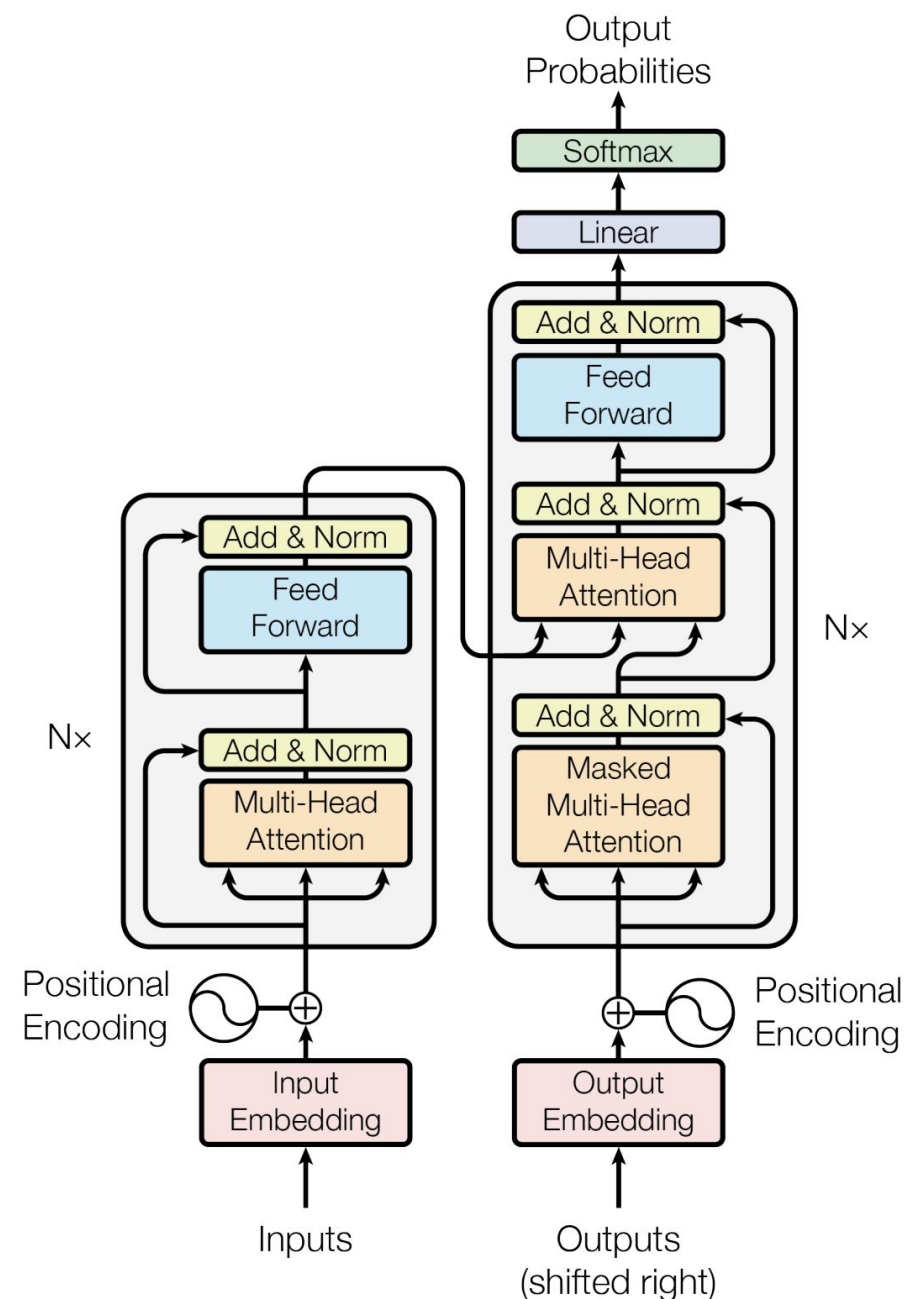 Output
Probabilities
Softmax
Linear
Add & Norm
Feed
Forward
Add & Norm
Multi-Head
Attention
Add & Norm
Masked
Multi-Head
Attention
N×
Add & Norm
Feed
Forward
Add & Norm
Multi-Head
Attention
N×
Positional
Encoding
Positional
Encoding
Input
Embedding
Output
Embedding
Inputs
Outputs
(shifted right)